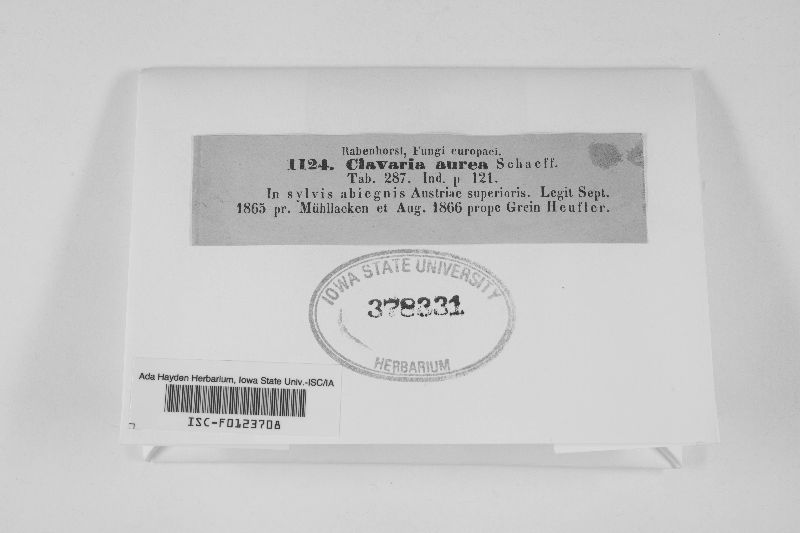 Rabenhorst, Fungi europaei.
1124. Clavaria aurea Schaeff.
Tab. 287. Ind. p 121.
In sylvis abiegnis Austriae superioris. Legit Sept.
1865 pr. Mühllacken et Aug. 1866 prope Grein Heufler.
IOWA STATE UNIVERSITY
378331
HERBARIUM
Ada Hayden Herbarium, Iowa State Univ.-ISC/IA
ISC-F0123708